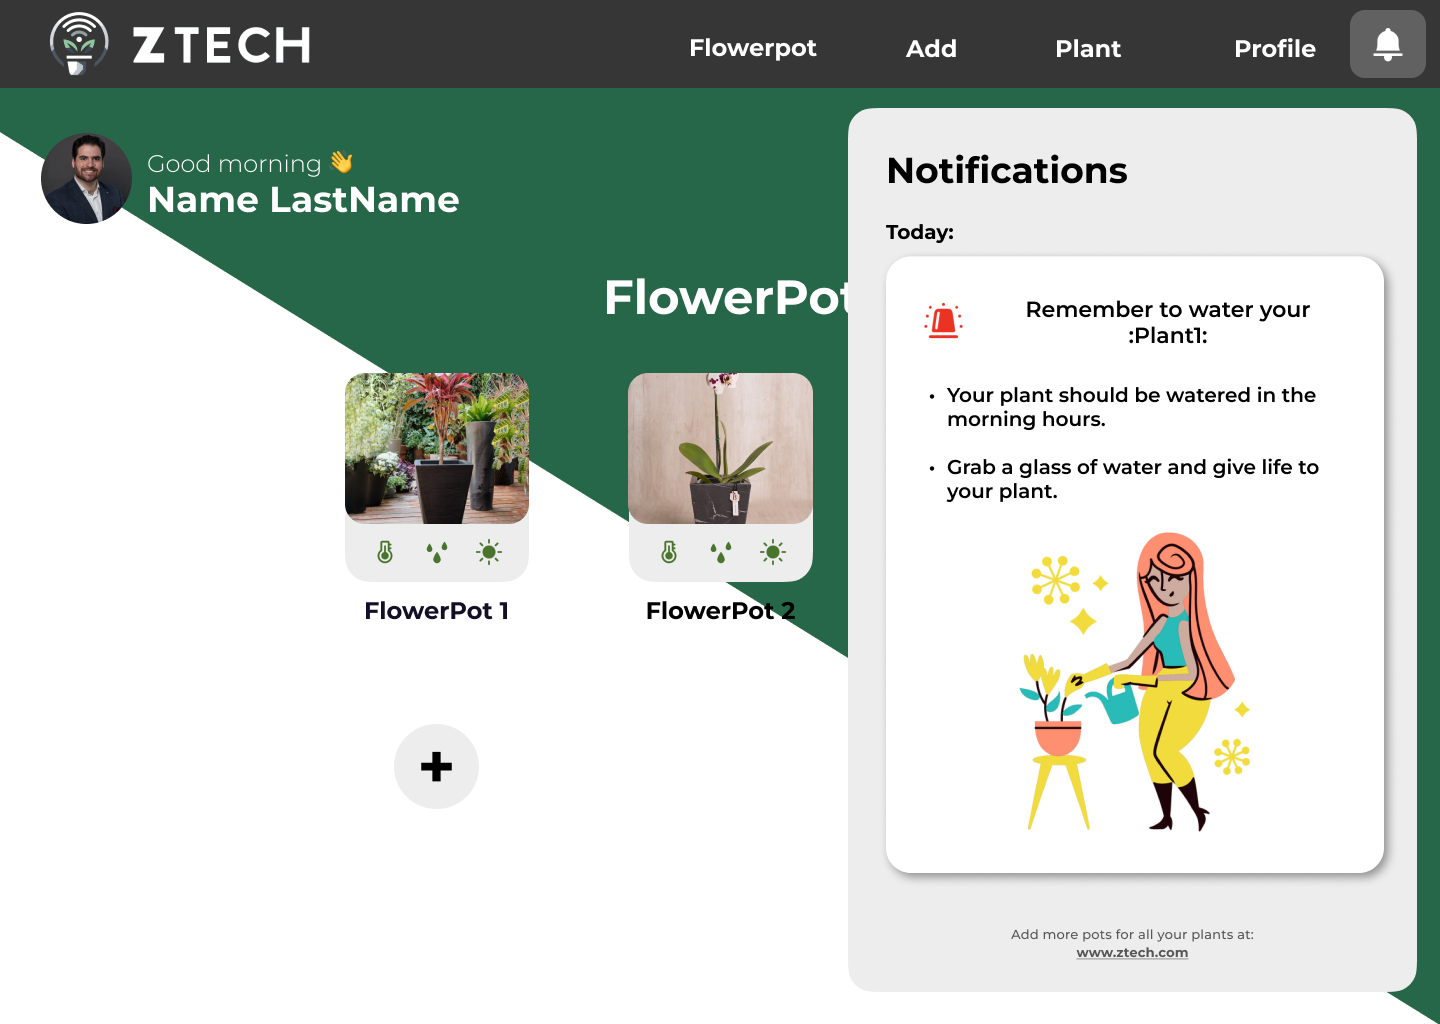 Z TECH
Flowerpot
Add
Plant
Profile
Good morning 👋
Name LastName
FlowerPot
FlowerPot 1
FlowerPot 2
Notifications
Today:
Remember to water your
:Plant1:
• Your plant should be watered in the
morning hours.
• Grab a glass of water and give life to
your plant.
Add more pots for all your plants at:
www.ztech.com